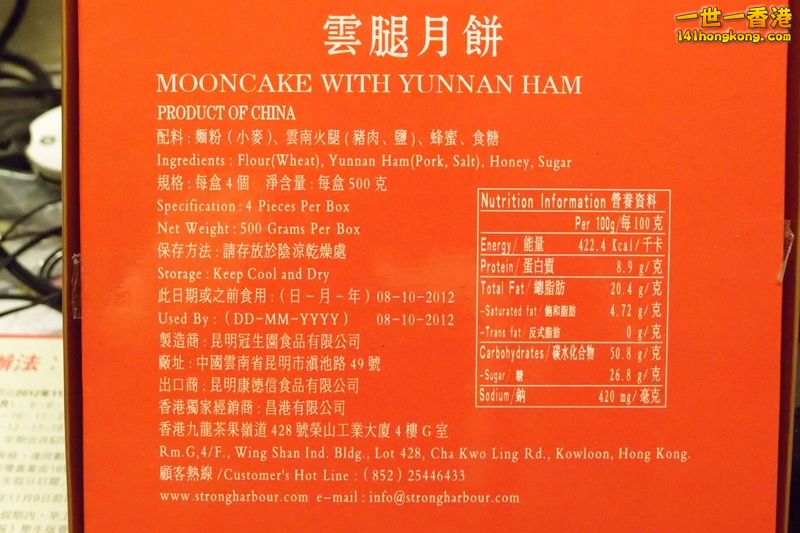 一世一香港
141hongkong.com
雲腿月餅
MOONCAKE WITH YUNNAN HAM
PRODUCT OF CHINA
配料：麵粉（小麥）、雲南火腿（豬肉、鹽）、蜂蜜、食糖
Ingredients : Flour(Wheat), Yunnan Ham(Pork, Salt), Honey, Sugar
規格：每盒 4 個 淨含量：每盒 500 克
Specification : 4 Pieces Per Box
Net Weight : 500 Grams Per Box
保存方法：請存放於陰涼乾燥處
Storage : Keep Cool and Dry
此日期或之前食用：（日－月－年）08-10-2012
Used By : (DD-MM-YYYY) 08-10-2012
製造商：昆明冠生園食品有限公司
廠址：中國雲南省昆明市滇池路 49 號
出口商：昆明康德信食品有限公司
香港獨家經銷商：昌港有限公司
香港九龍茶果嶺道 428 號榮山工業大廈 4 樓 G 室
Rm.G,4/F., Wing Shan Ind. Bldg., Lot 428, Cha Kwo Ling Rd., Kowloon, Hong Kong.
顧客熱線 /Customer's Hot Line : (852) 25446433
www.strongharbour.com e-mail : info@strongharbour.com
Nutrition Information 營養資料
Per 100g/每100克
Energy/ 能量 422.4 Kcal/千卡
Protein/ 蛋白質 8.9 g/克
Total Fat/ 總脂肪 20.4 g/克
-Saturated fat/ 飽和脂肪 4.72 g/克
-Trans fat/ 反式脂肪 0 g/克
Carbohydrates/ 碳水化合物 50.8 g/克
-Sugar/ 糖 26.8 g/克
Sodium/鈉 420 mg/毫克
辦法